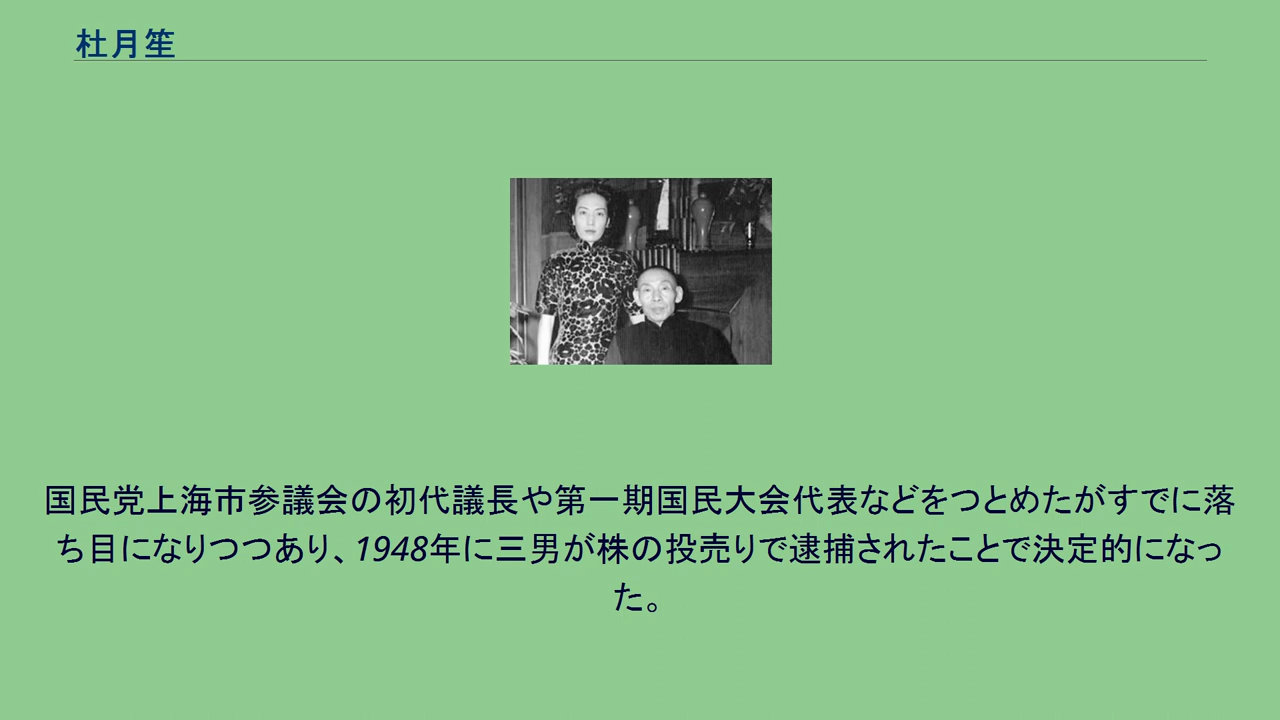 杜月笙
国民党上海市参議会の初代議長や第一期国民大会代表などをつとめたがすでに落
ち目になりつつあり、1948年に三男が株の投売りで逮捕されたことで決定的になっ
た。